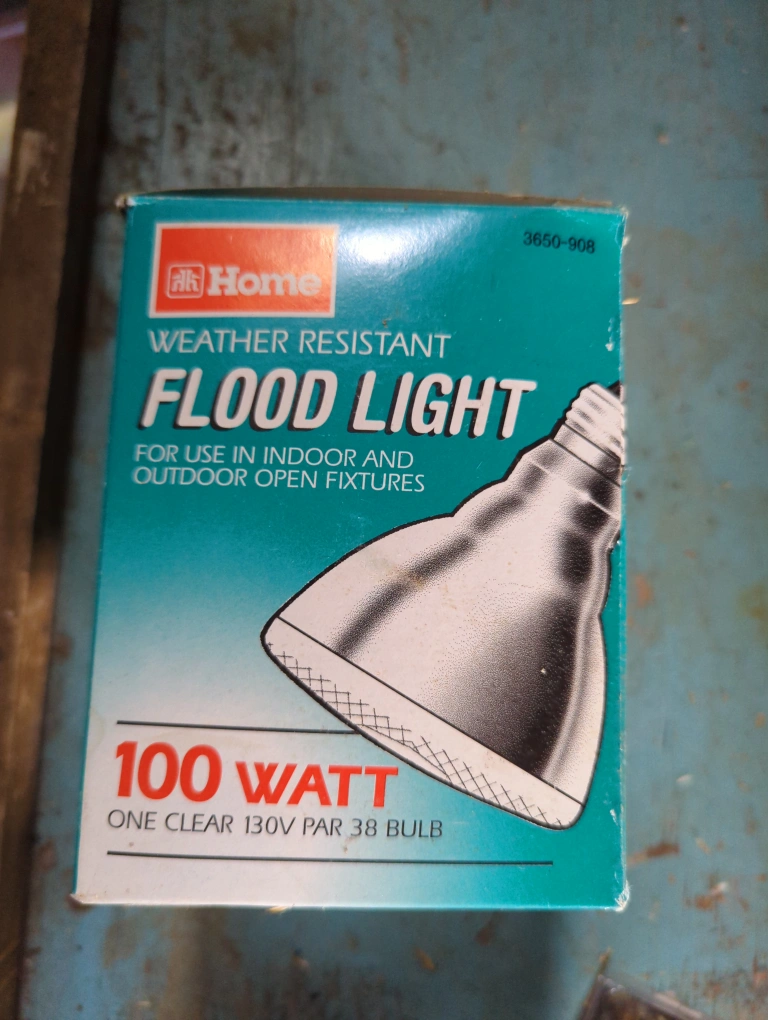 3650-908
hh Home
WEATHER RESISTANT
FLOOD LIGHT
FOR USE IN INDOOR AND
OUTDOOR OPEN FIXTURES
100 WATT
ONE CLEAR 130V PAR 38 BULB